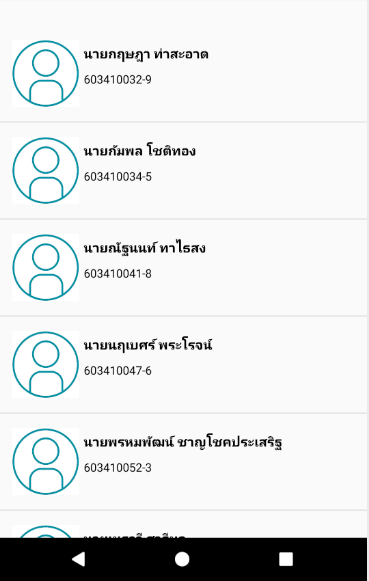 นายกฤษฎา ท่าสะอาด
603410032-9
นายกัมพล โชติทอง
603410034-5
นายณัฐนนท์ ทาไธสง
603410041-8
นายนฤเบศร์ พระโรจน์
603410047-6
นายพรหมพัฒน์ ชาญโชคประเสริฐ
603410052-3